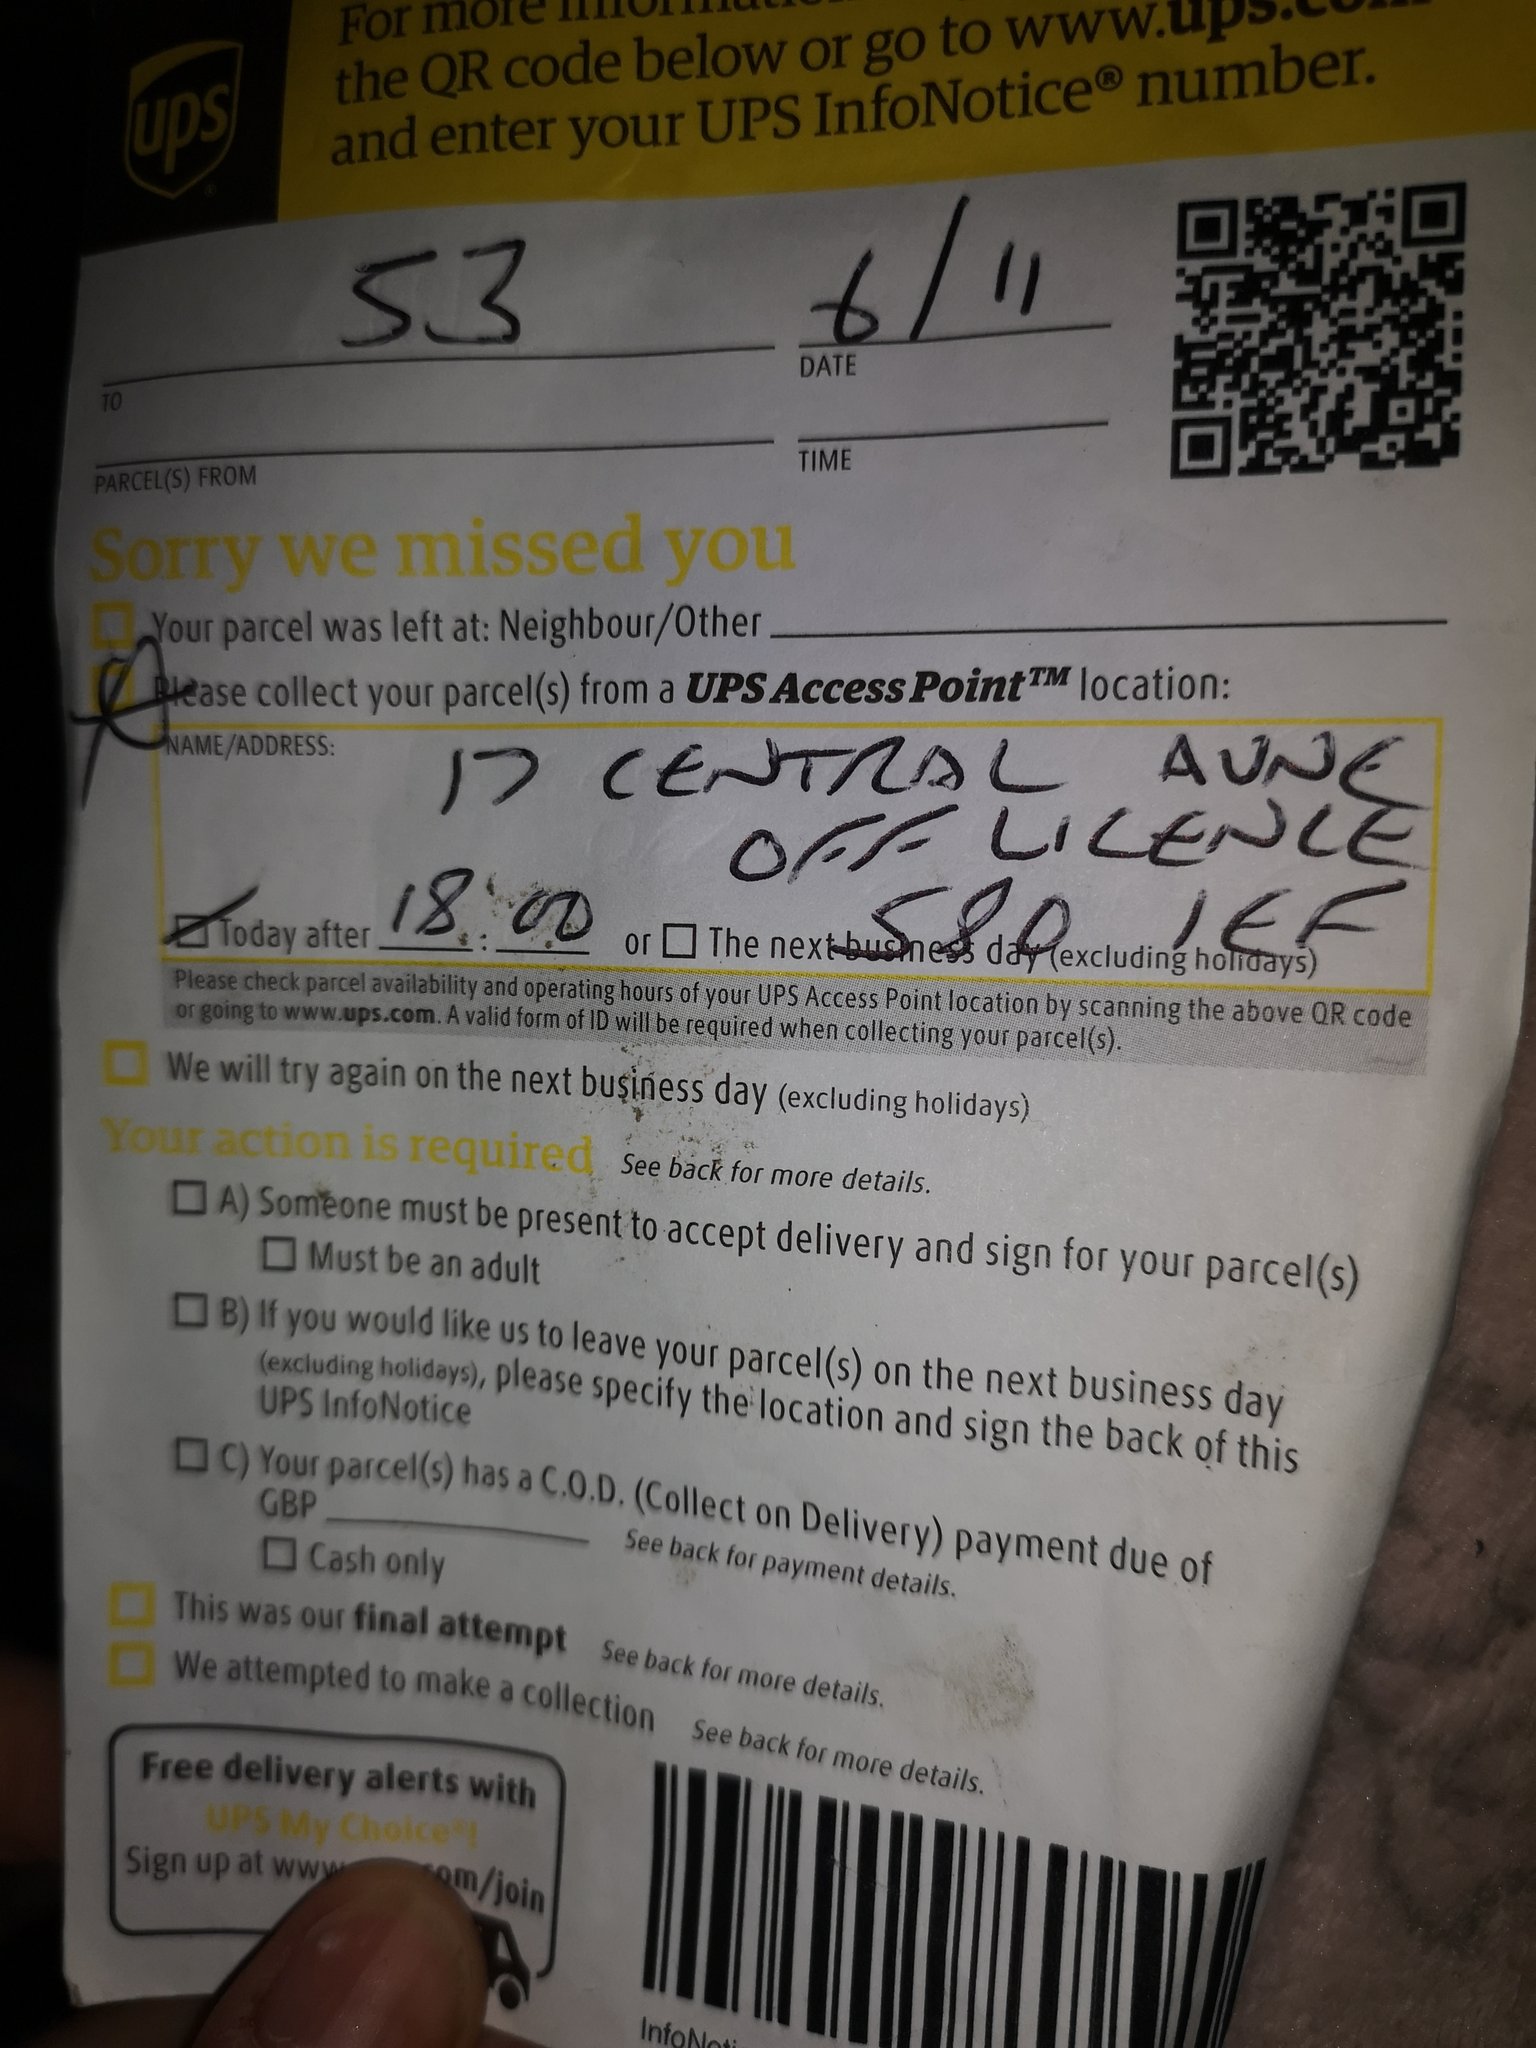 For more information
the QR code below or go to www.ups.com
and enter your UPS InfoNotice® number.
ups
53
6/11
TO
DATE
PARCEL(S) FROM
TIME
Sorry we missed you
Your parcel was left at: Neighbour/Other
Please collect your parcel(s) from a UPS Access Point™ location:
NAME/ADDRESS:
17 CENTRAL AVNE
OFF LICENCE
S80 1EF
Today after 18:00 or The next business day (excluding holidays)
Please check parcel availability and operating hours of your UPS Access Point location by scanning the above QR code
or going to www.ups.com. A valid form of ID will be required when collecting your parcel(s).
We will try again on the next business day (excluding holidays)
Your action is required See back for more details.
A) Someone must be present to accept delivery and sign for your parcel(s)
Must be an adult
B) If you would like us to leave your parcel(s) on the next business day
(excluding holidays), please specify the location and sign the back of this
UPS InfoNotice
C) Your parcel(s) has a C.O.D. (Collect on Delivery) payment due of
GBP
See back for payment details.
Cash only
This was our final attempt See back for more details.
We attempted to make a collection See back for more details.
Free delivery alerts with
UPS My Choice®!
Sign up at www om/join